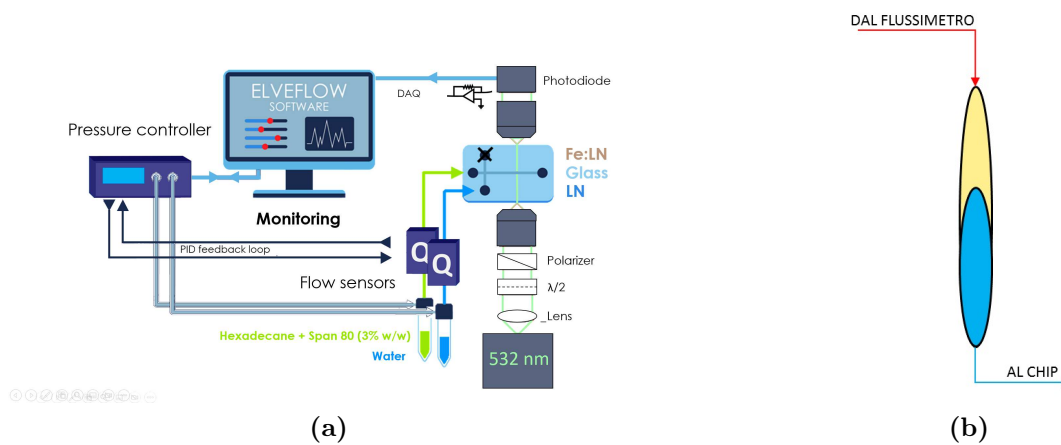 DAL FLUSSIMETRO
ELVEFLOW
SOFTWARE
DAQ
Photodiode
Pressure controller
Fe:LN
Glass
LN
Monitoring
PID feedback loop
Q
Q
Flow sensors
Polarizer
λ/2
_Lens
Hexadecane + Span 80 (3% w/w)
Water
532 nm
AL CHIP
(a)
(b)